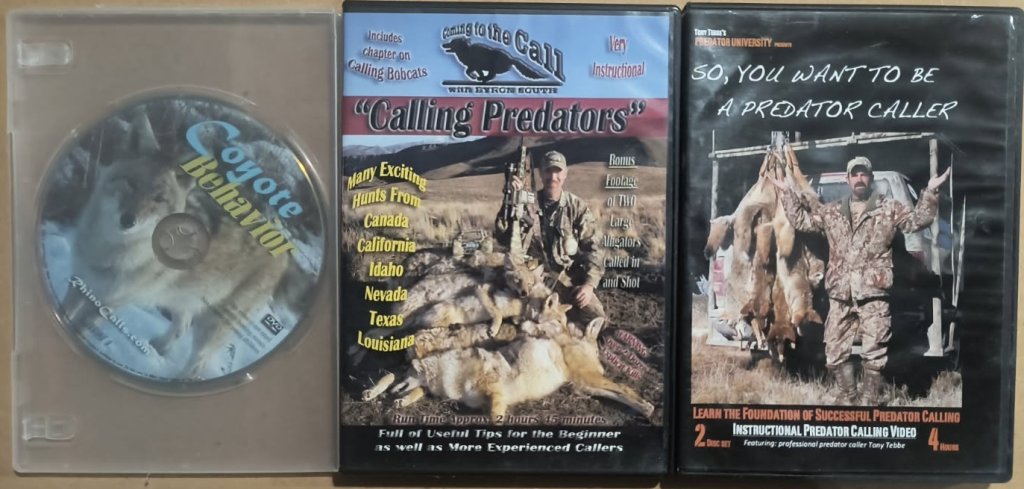 Coyote
Behavior
RhinoCalls.com
DVD
Includes
chapter on
Calling Bobcats
Coming to the Call
with BYRON SOUTH
Very
Instructional
"Calling Predators"
Many Exciting
Hunts From
Canada
California
Idaho
Nevada
Texas
Louisiana
Bonus
Footage
of TWO
Large
Alligators
Called in
and Shot
Run Time Approx 2 hours 45 minutes
Full of Useful Tips for the Beginner
as well as More Experienced Callers
TONY TEBBE'S
PREDATOR UNIVERSITY PRESENTS
SO, YOU WANT TO BE
A PREDATOR CALLER
LEARN THE FOUNDATION OF SUCCESSFUL PREDATOR CALLING
2 DISC SET
INSTRUCTIONAL PREDATOR CALLING VIDEO
Featuring: professional predator caller Tony Tebbe
4 HOURS